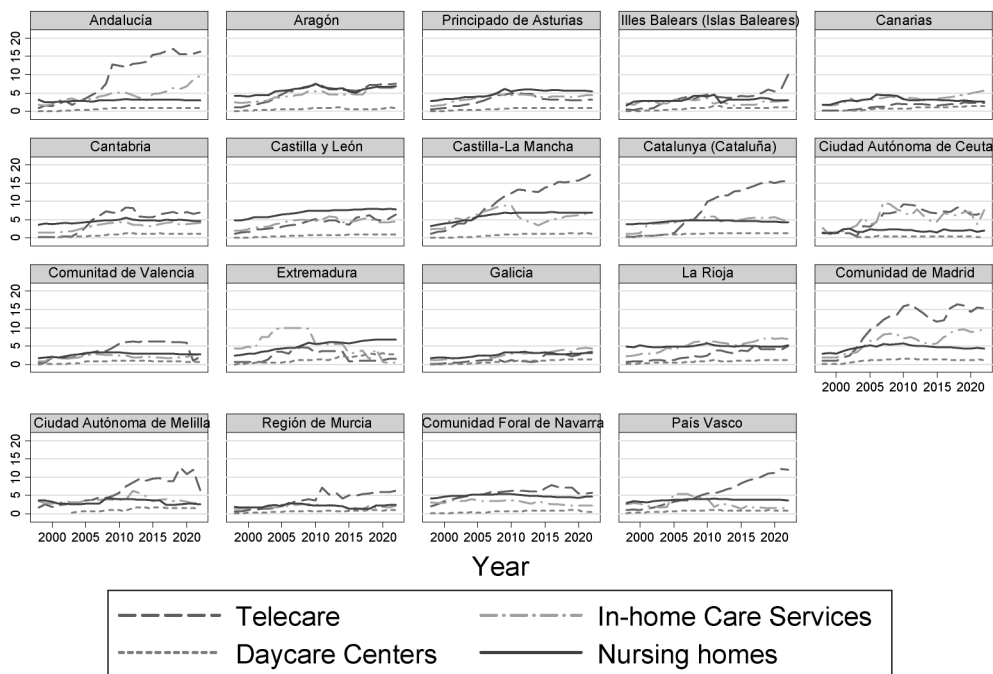 Andalucía Aragón Principado de Asturias Illes Balears (Islas Baleares) Canarias
0 5 10 15 20
Cantabria Castilla y León Castilla-La Mancha Catalunya (Cataluña) Ciudad Autónoma de Ceuta
0 5 10 15 20
Comunitad de Valencia Extremadura Galicia La Rioja Comunidad de Madrid
0 5 10 15 20
2000 2005 2010 2015 2020
Ciudad Autónoma de Melilla Región de Murcia Comunidad Foral de Navarra País Vasco
0 5 10 15 20
2000 2005 2010 2015 2020 2000 2005 2010 2015 2020 2000 2005 2010 2015 2020 2000 2005 2010 2015 2020
Year
Telecare In-home Care Services
Daycare Centers Nursing homes